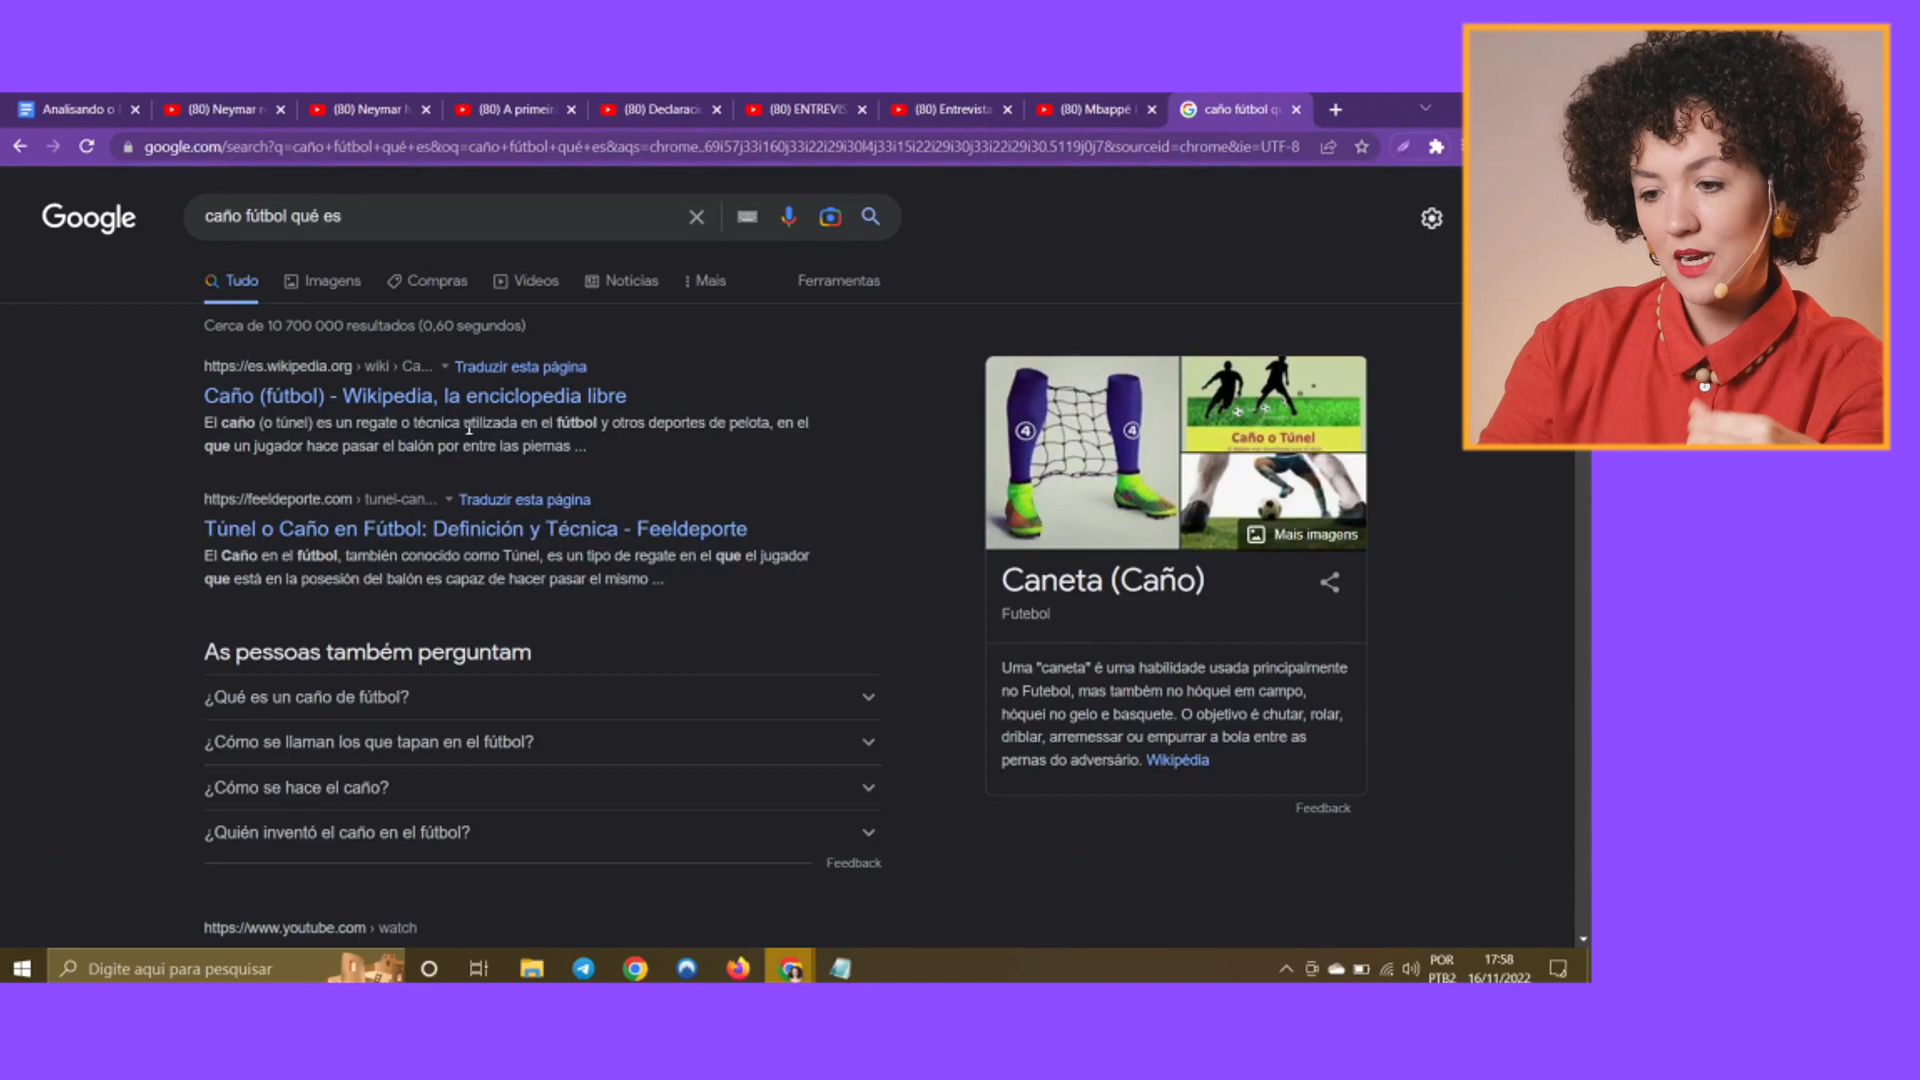 Analisando o
(80) Neymar r
(80) Neymar h
(80) A primeir
(80) Declaraci
(80) ENTREVIS
(80) Entrevista
(80) Mbappé
caño fútbol q
google.com/search?q=caño+fútbol+qué+es&oq=caño+fútbol+qué+es&aqs=chrome..69i57j33i160j33i22i29i30l4j33i15i22i29i30j33i22i29i30.5119j0j7&sourceid=chrome&ie=UTF-8
Google
caño fútbol qué es
Tudo
Imagens
Compras
Vídeos
Notícias
Mais
Ferramentas
Cerca de 10 700 000 resultados (0,60 segundos)
https://es.wikipedia.org › wiki › Ca... Traduzir esta página
Caño (fútbol) - Wikipedia, la enciclopedia libre
El caño (o túnel) es un regate o técnica utilizada en el fútbol y otros deportes de pelota, en el
que un jugador hace pasar el balón por entre las piernas ...
https://feeldeporte.com › tunel-can... Traduzir esta página
Túnel o Caño en Fútbol: Definición y Técnica - Feeldeporte
El Caño en el fútbol, también conocido como Túnel, es un tipo de regate en el que el jugador
que está en la posesión del balón es capaz de hacer pasar el mismo ...
As pessoas também perguntam
¿Qué es un caño de fútbol?
¿Cómo se llaman los que tapan en el fútbol?
¿Cómo se hace el caño?
¿Quién inventó el caño en el fútbol?
Feedback
https://www.youtube.com › watch
4
4
Caño o Túnel
Mais imagens
Caneta (Caño)
Futebol
Uma "caneta" é uma habilidade usada principalmente
no Futebol, mas também no hóquei em campo,
hóquei no gelo e basquete. O objetivo é chutar, rolar,
driblar, arremessar ou empurrar a bola entre as
pernas do adversário. Wikipédia
Feedback
Digite aqui para pesquisar
POR
PTB2
17:58
16/11/2022